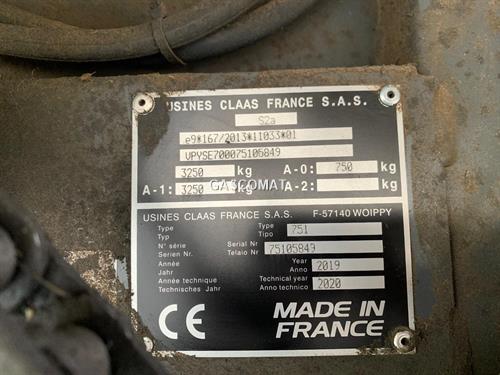 USINES CLAAS FRANCE S.A.S.
S2a
e9*167/2013*11033*01
VPYSE700075105849
3250 kg A-0: 750 kg
A-1: 3250 kg A-2: kg
GASCOMAT
USINES CLAAS FRANCE S.A.S. F-57140 WOIPPY
Type Type 751
Typ Tipo
N° série Serial Nr 75105849
Serien Nr. Telaio Nr
Année Year 2019
Jahr Anno
Année technique Technical year 2020
Technisches Jahr Anno technico
CE MADE IN
FRANCE